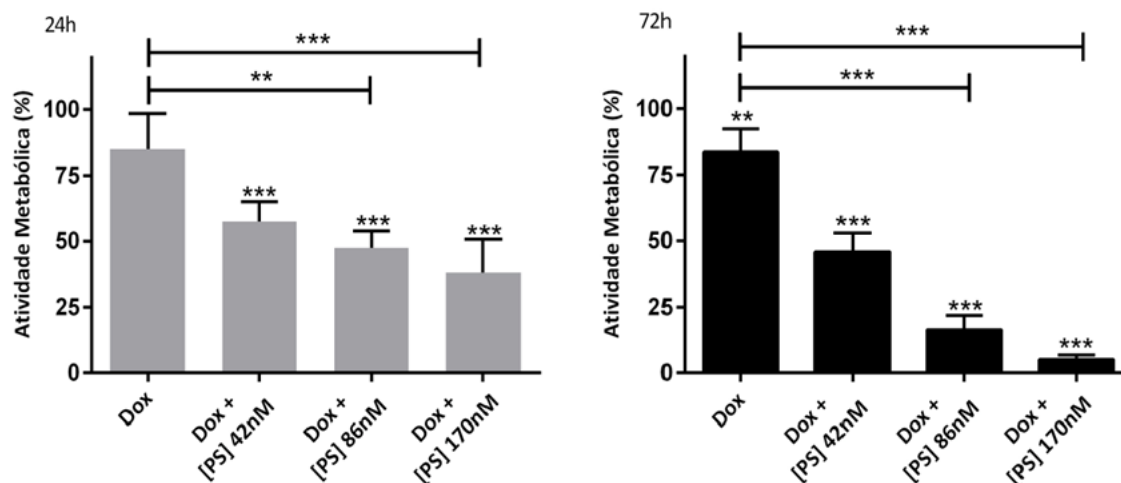 24h
***
**
Atividade Metabólica (%)
100
75
50
25
0
***
***
***
Dox
Dox +
[PS] 42nM
Dox +
[PS] 86nM
Dox +
[PS] 170nM
72h
***
***
Atividade Metabólica (%)
100
75
50
25
0
**
***
***
***
Dox
Dox +
[PS] 42nM
Dox +
[PS] 86nM
Dox +
[PS] 170nM